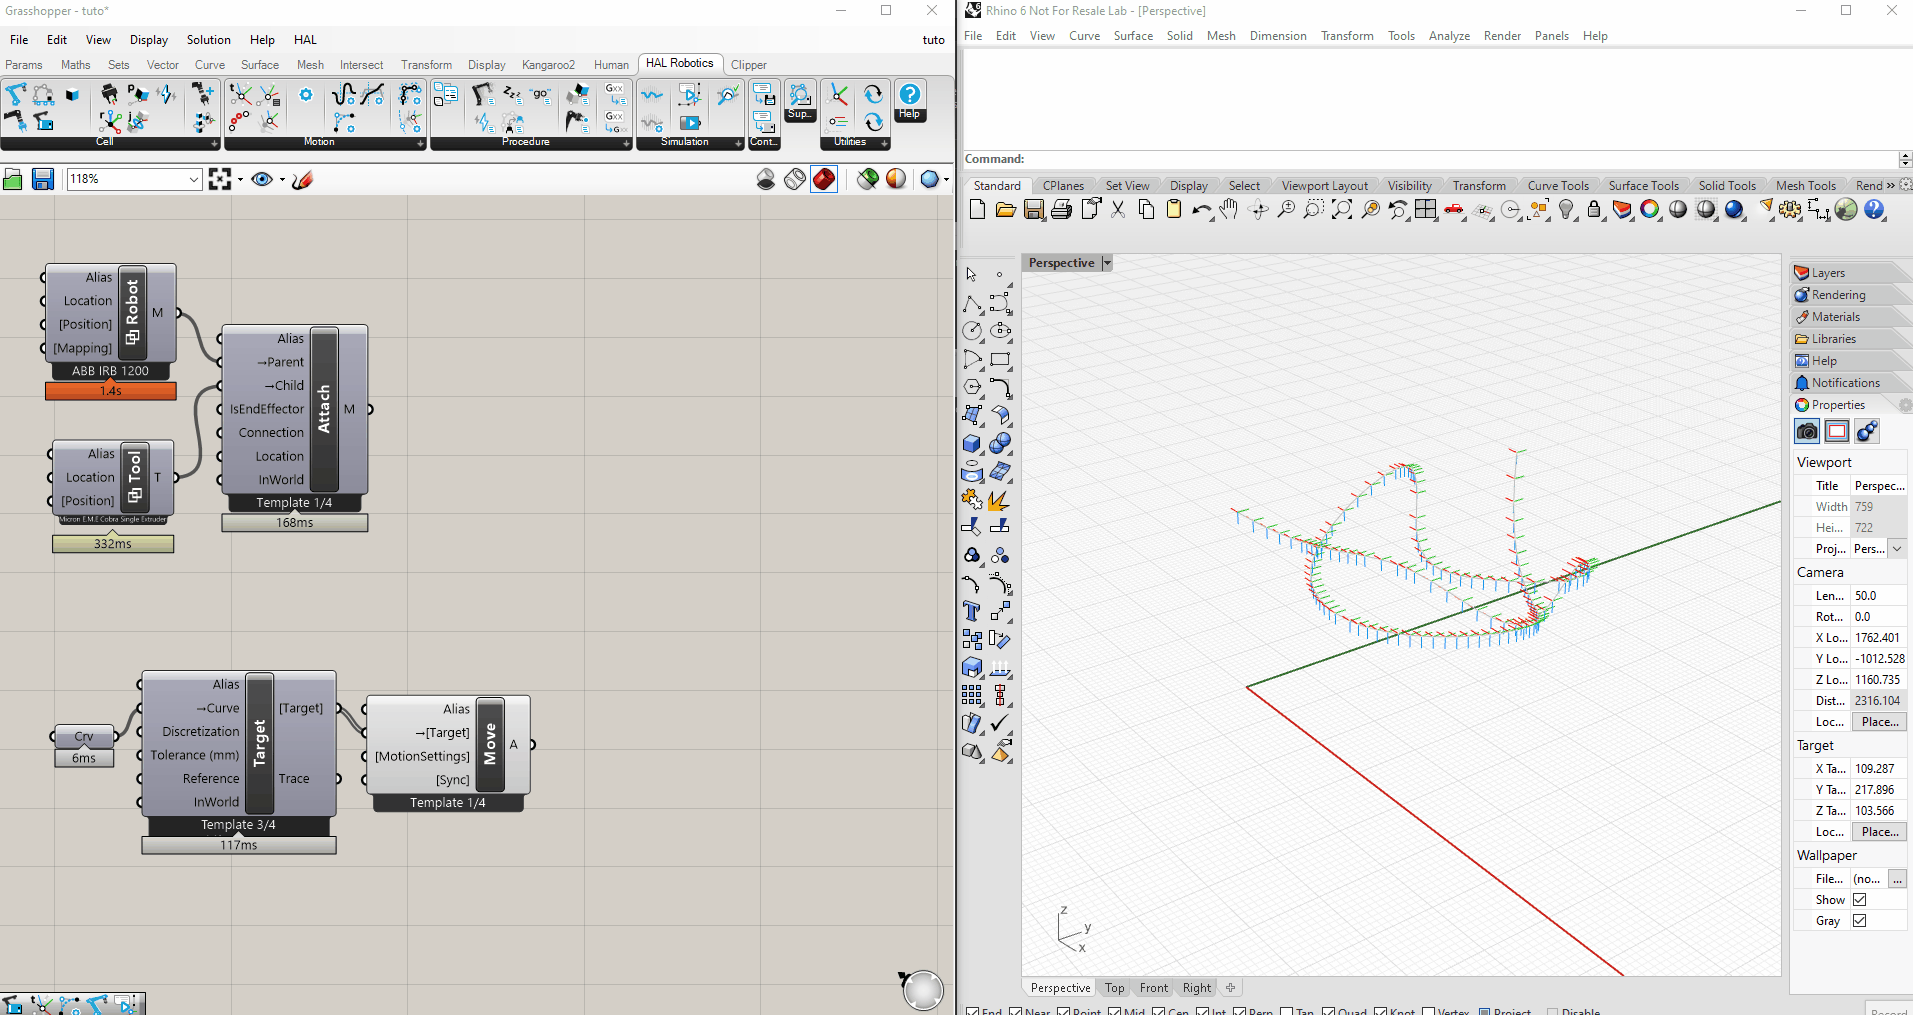 Grasshopper - tuto*
File Edit View Display Solution Help HAL tuto
Params Maths Sets Vector Curve Surface Mesh Intersect Transform Display Kangaroo2 Human HAL Robotics Clipper
Cell Motion Procedure Simulation Cont... Sup... Utilities Help
118%
Alias
Location
[Position]
[Mapping]
Robot
M
ABB IRB 1200
1.4s
Alias
Location
[Position]
Tool
T
Micron E.M.E Cobra Single Extruder
332ms
Alias
→Parent
→Child
IsEndEffector
Connection
Location
InWorld
Attach
M
Template 1/4
168ms
Crv
6ms
Alias
→Curve
Discretization
Tolerance (mm)
Reference
InWorld
Target
[Target]
Trace
Template 3/4
117ms
Alias
→[Target]
[MotionSettings]
[Sync]
Move
A
Template 1/4
Rhino 6 Not For Resale Lab - [Perspective]
File Edit View Curve Surface Solid Mesh Dimension Transform Tools Analyze Render Panels Help
Command:
Standard CPlanes Set View Display Select Viewport Layout Visibility Transform Curve Tools Surface Tools Solid Tools Mesh Tools Rend »
Perspective
z
y
x
Perspective Top Front Right
End Near Point Mid Cen Int Perp Tan Quad Knot Vertex Project Disable
Layers
Rendering
Materials
Libraries
Help
Notifications
Properties
Viewport
Title Perspec...
Width 759
Hei... 722
Proj... Pers...
Camera
Len... 50.0
Rot... 0.0
X Lo... 1762.401
Y Lo... -1012.528
Z Lo... 1160.735
Dist... 2316.104
Loc... Place...
Target
X Ta... 109.287
Y Ta... 217.896
Z Ta... 103.566
Loc... Place...
Wallpaper
File... (no... ...
Show
Gray
Record